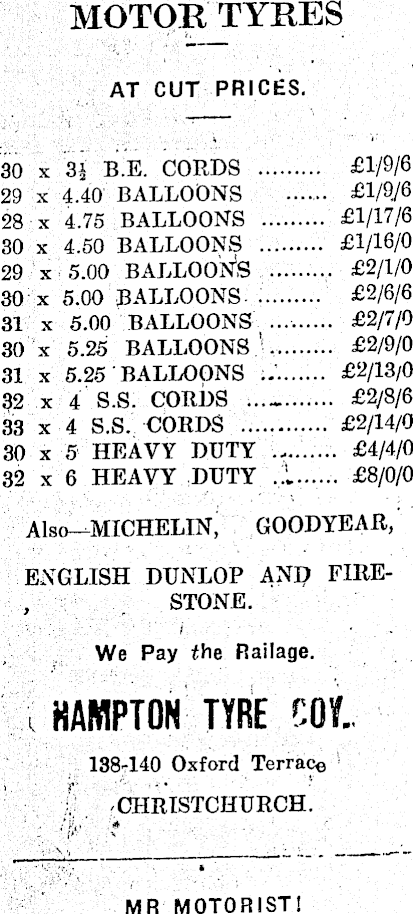 MOTOR TYRES
AT CUT PRICES.
30 x 3½ B.E. CORDS ......... £1/9/6
29 x 4.40 BALLOONS ...... £1/9/6
28 x 4.75 BALLOONS ......... £1/17/6
30 x 4.50 BALLOONS ......... £1/16/0
29 x 5.00 BALLOONS ......... £2/1/0
30 x 5.00 BALLOONS ......... £2/6/6
31 x 5.00 BALLOONS ......... £2/7/0
30 x 5.25 BALLOONS ......... £2/9/0
31 x 5.25 BALLOONS ......... £2/13/0
32 x 4 S.S. CORDS ............ £2/8/6
33 x 4 S.S. CORDS ............ £2/14/0
30 x 5 HEAVY DUTY ......... £4/4/0
32 x 6 HEAVY DUTY ......... £8/0/0
Also—MICHELIN, GOODYEAR,
ENGLISH DUNLOP AND FIRE-
STONE.
We Pay the Railage.
HAMPTON TYRE COY.
138-140 Oxford Terrace
CHRISTCHURCH.
MR MOTORIST!